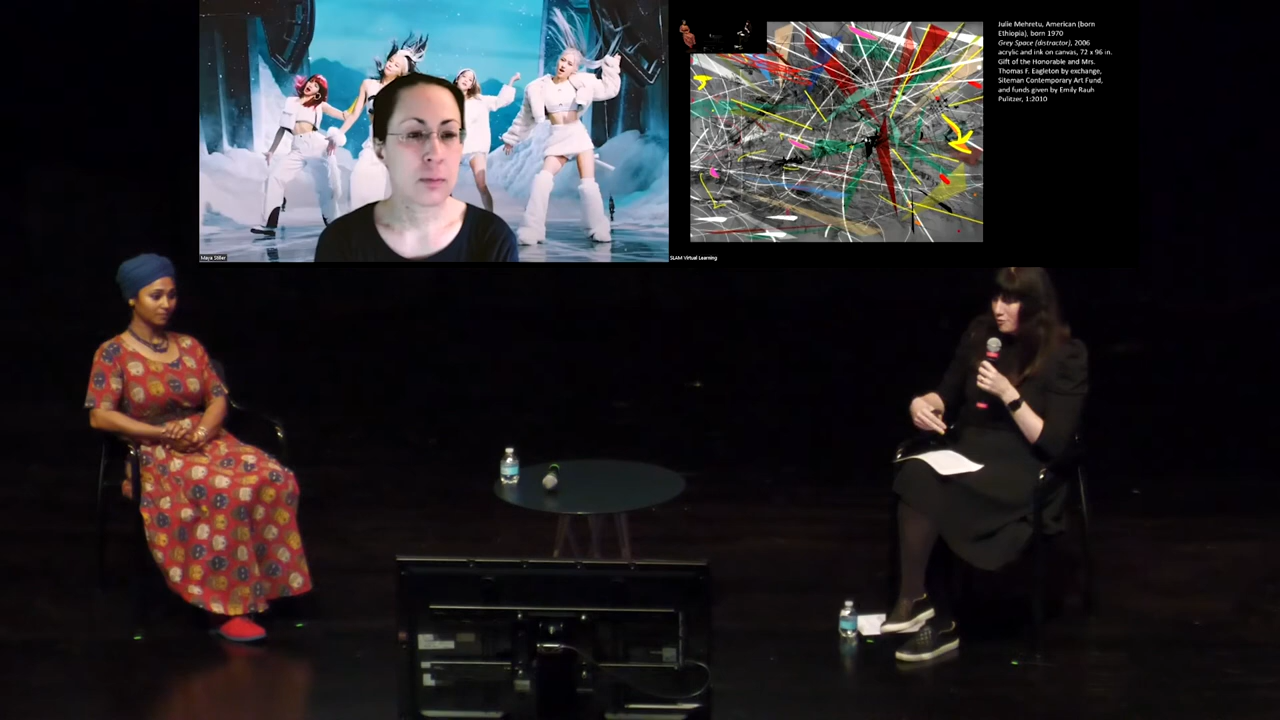 Maya Stiller
SLAM Virtual Learning
Julie Mehretu, American (born
Ethiopia), born 1970
Grey Space (distractor), 2006
acrylic and ink on canvas, 72 x 96 in.
Gift of the Honorable and Mrs.
Thomas F. Eagleton by exchange,
Siteman Contemporary Art Fund,
and funds given by Emily Rauh
Pulitzer, 1:2010